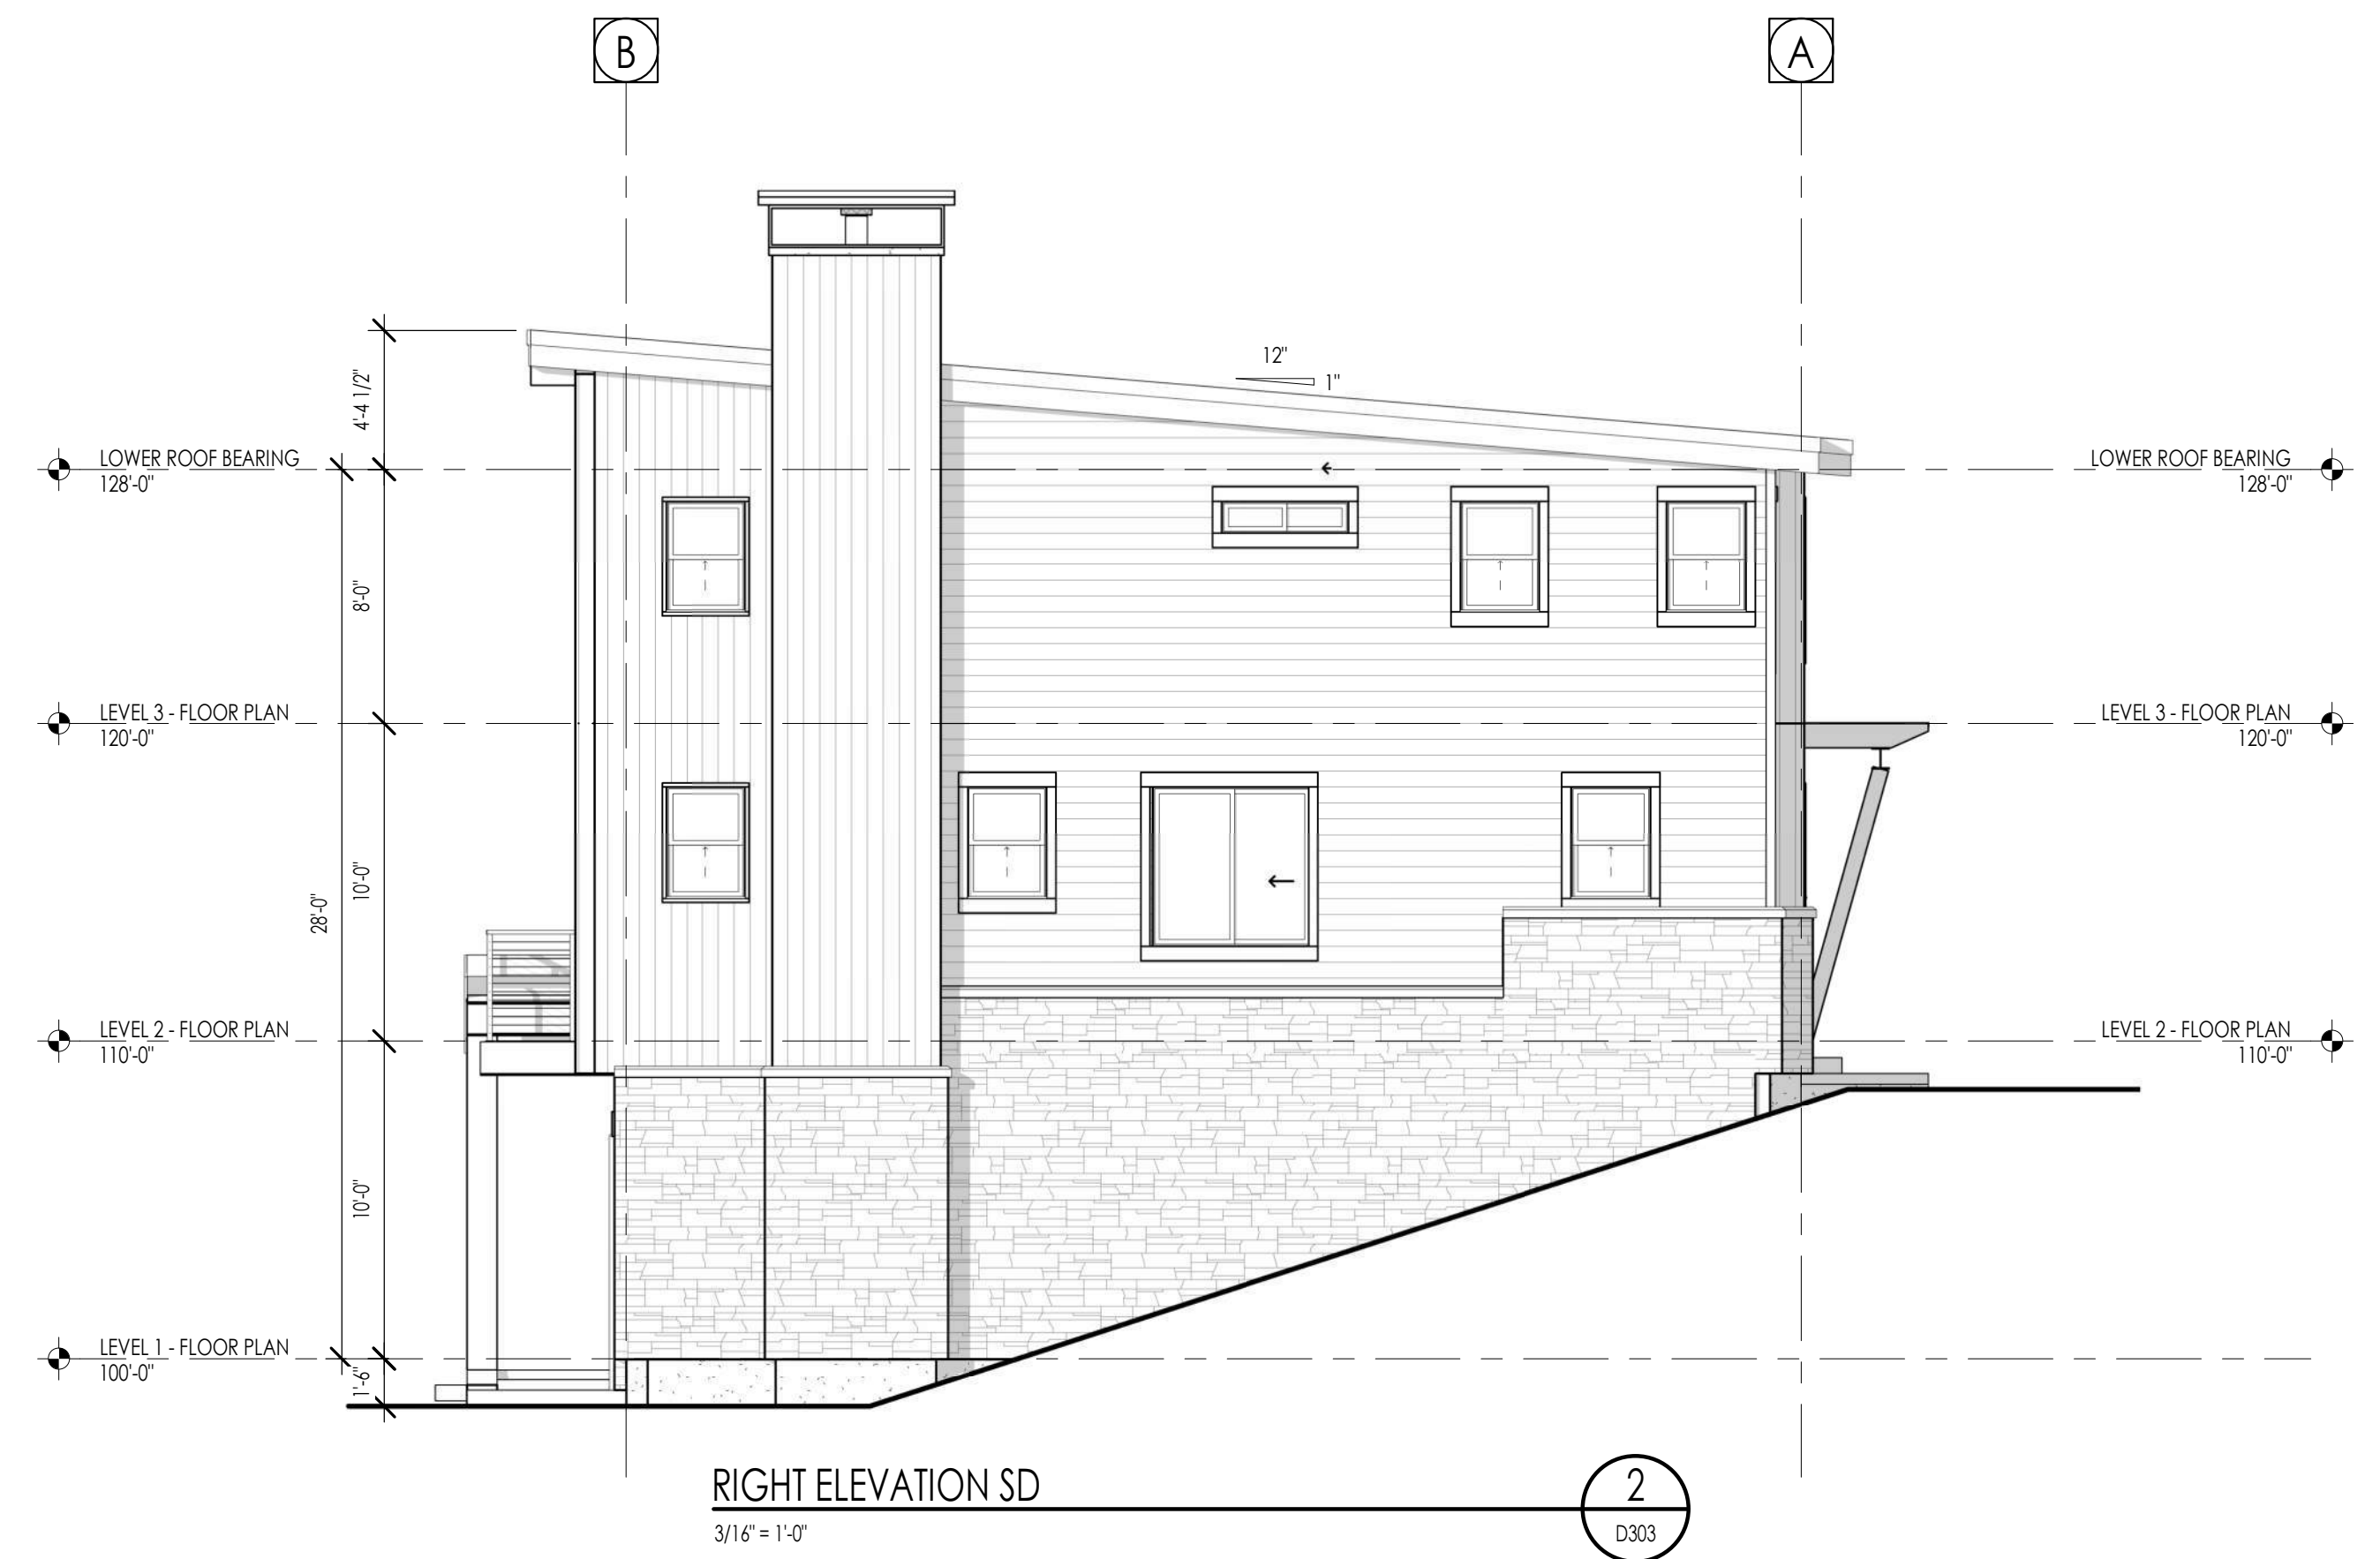 B
A
12"
1"
4'-4 1/2"
LOWER ROOF BEARING
128'-0"
LOWER ROOF BEARING
128'-0"
8'-0"
LEVEL 3 - FLOOR PLAN
120'-0"
LEVEL 3 - FLOOR PLAN
120'-0"
10'-0"
28'-0"
LEVEL 2 - FLOOR PLAN
110'-0"
LEVEL 2 - FLOOR PLAN
110'-0"
10'-0"
LEVEL 1 - FLOOR PLAN
100'-0"
1'-6"
RIGHT ELEVATION SD
3/16" = 1'-0"
2
D303